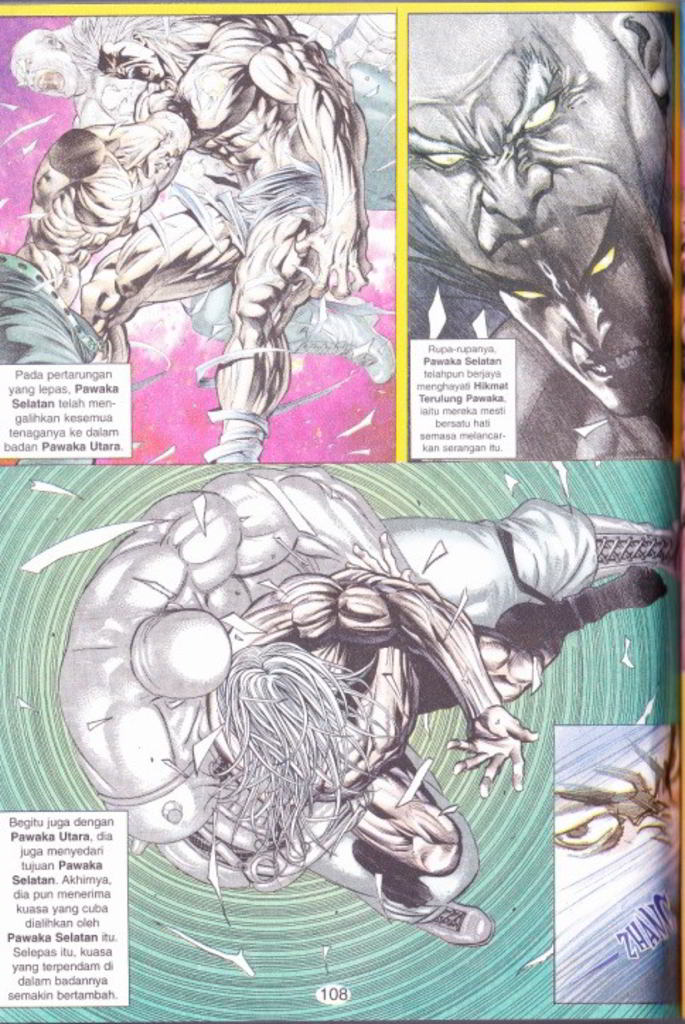 Pada pertarungan
yang lepas, Pawaka
Selatan telah men-
galihkan kesemua
tenaganya ke dalam
badan Pawaka Utara.
Rupa-rupanya,
Pawaka Selatan
telahpun berjaya
menghayati Hikmat
Terulung Pawaka,
iaitu mereka mesti
bersatu hati
semasa melancar-
kan serangan itu.
Begitu juga dengan
Pawaka Utara, dia
juga menyedari
tujuan Pawaka
Selatan. Akhirnya,
dia pun menerima
kuasa yang cuba
dialihkan oleh
Pawaka Selatan itu.
Selepas itu, kuasa
yang terpendam di
dalam badannya
semakin bertambah.
108